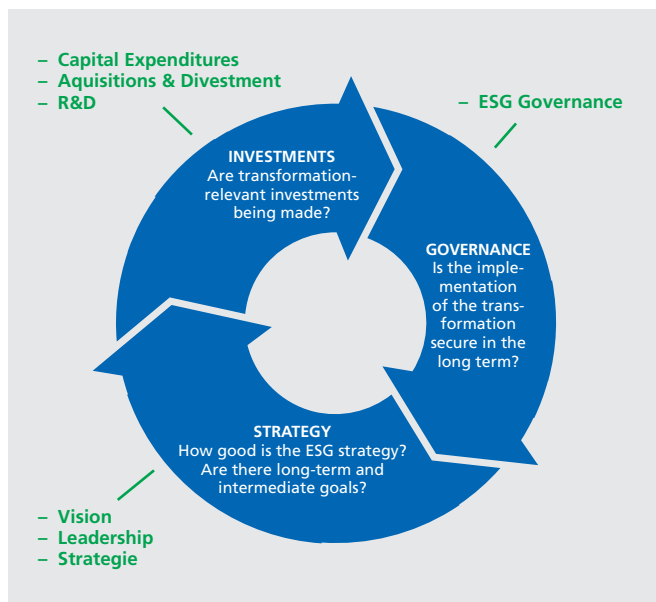 – Capital Expenditures
– Aquisitions & Divestment
– R&D
– ESG Governance
INVESTMENTS
Are transformation-
relevant investments
being made?
GOVERNANCE
Is the imple-
mentation
of the trans-
formation
secure in the
long term?
STRATEGY
How good is the ESG strategy?
Are there long-term and
intermediate goals?
– Vision
– Leadership
– Strategie